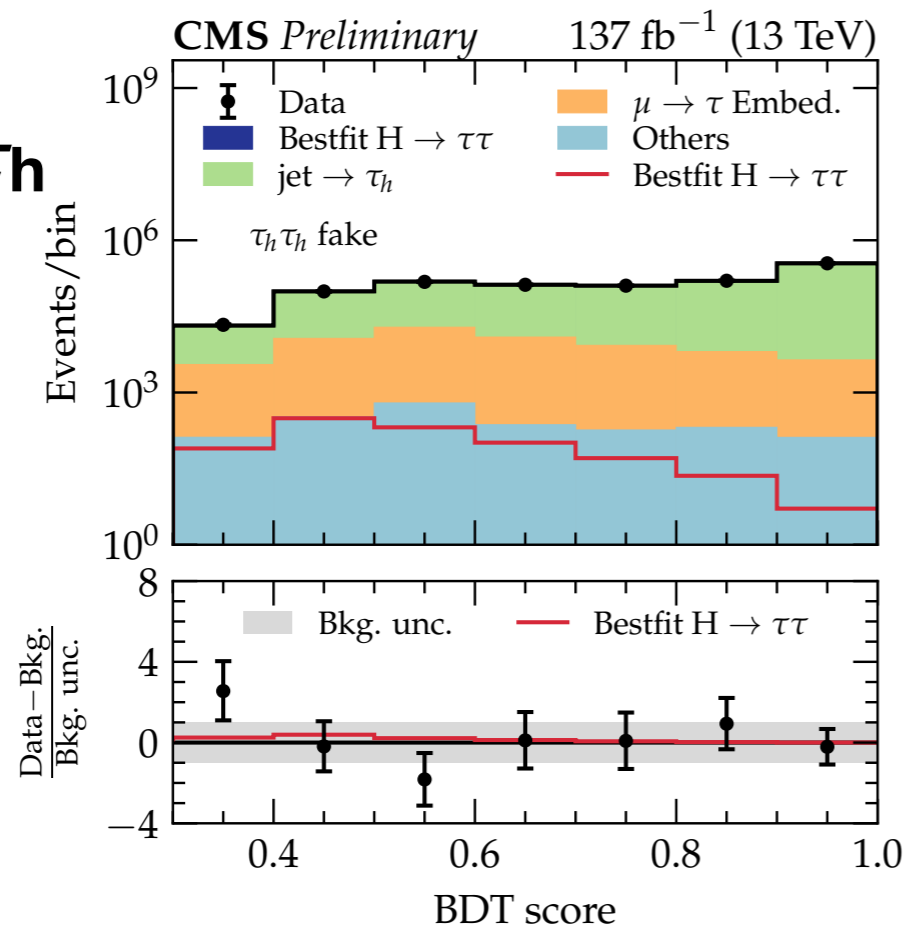 CMS Preliminary 137 fb⁻¹ (13 TeV)
τh
Data
Bestfit H → ττ
jet → τ_h
μ → τ Embed.
Others
Bestfit H → ττ
τ_hτ_h fake
Events/bin
10⁹
10⁶
10³
10⁰
Bkg. unc.
Bestfit H → ττ
Data−Bkg.
Bkg. unc.
8
4
0
−4
0.4 0.6 0.8 1.0
BDT score